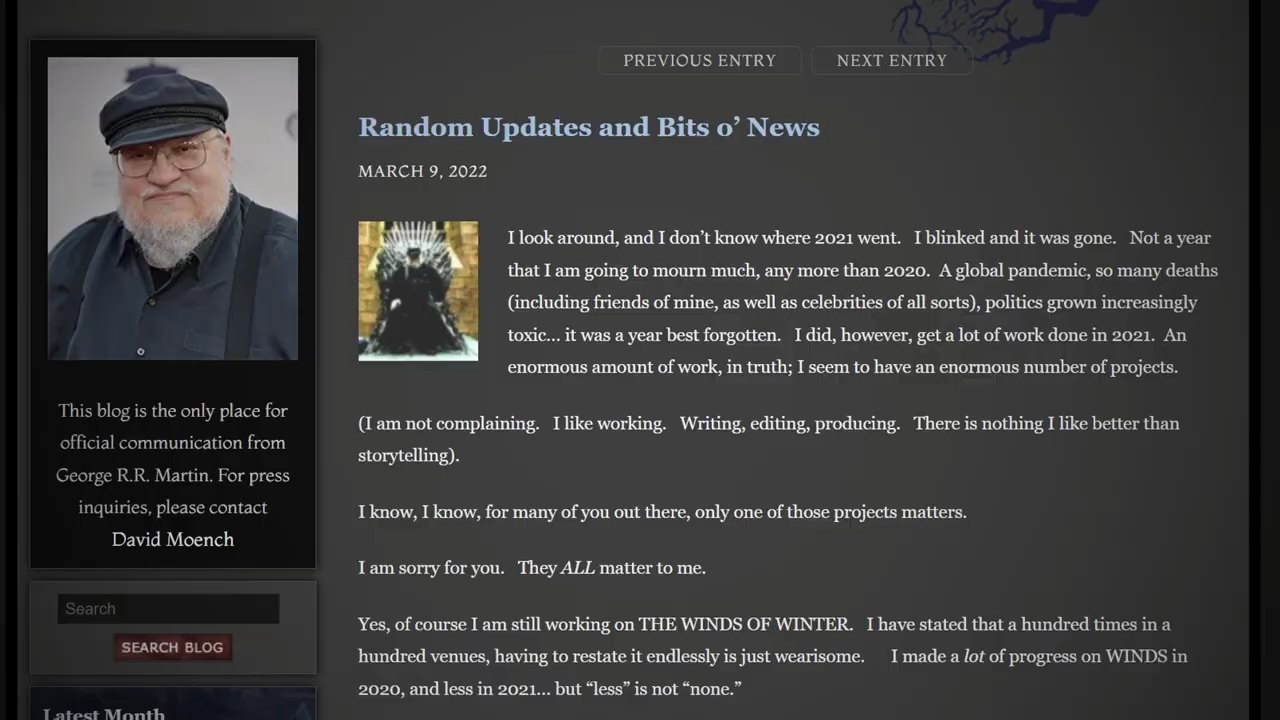 PREVIOUS ENTRY
NEXT ENTRY
Random Updates and Bits o’ News
MARCH 9, 2022
I look around, and I don’t know where 2021 went. I blinked and it was gone. Not a year
that I am going to mourn much, any more than 2020. A global pandemic, so many deaths
(including friends of mine, as well as celebrities of all sorts), politics grown increasingly
toxic… it was a year best forgotten. I did, however, get a lot of work done in 2021. An
enormous amount of work, in truth; I seem to have an enormous number of projects.
(I am not complaining. I like working. Writing, editing, producing. There is nothing I like better than
storytelling).
I know, I know, for many of you out there, only one of those projects matters.
I am sorry for you. They ALL matter to me.
Yes, of course I am still working on THE WINDS OF WINTER. I have stated that a hundred times in a
hundred venues, having to restate it endlessly is just wearisome. I made a lot of progress on WINDS in
2020, and less in 2021… but “less” is not “none.”
This blog is the only place for
official communication from
George R.R. Martin. For press
inquiries, please contact
David Moench
Search
SEARCH BLOG
Latest Month